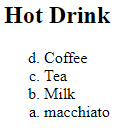 Hot Drink
d. Coffee
c. Tea
b. Milk
a. macchiato